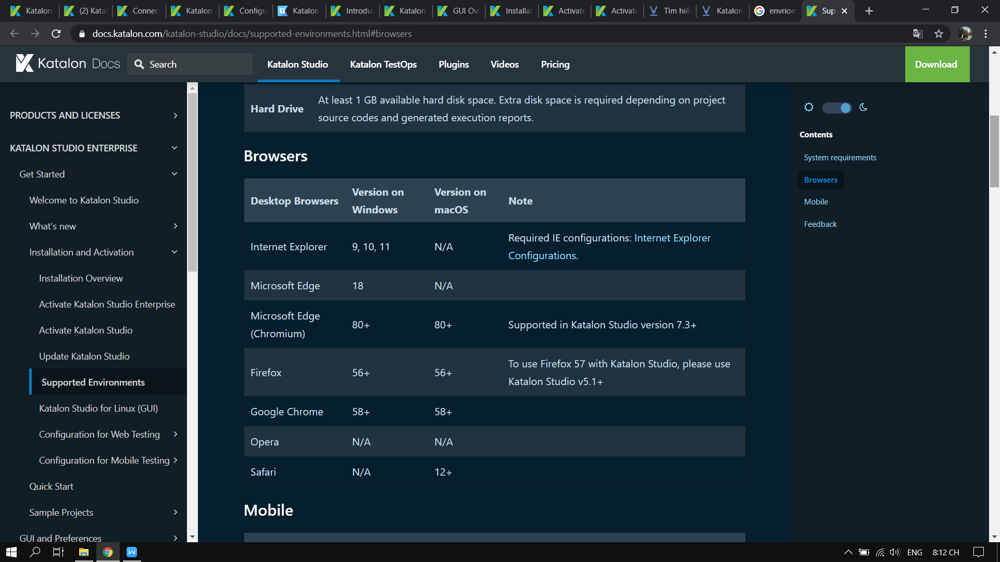 Katalon
(2) Kata
Connec
Katalon
Configu
Katalon
Introdu
Katalon
GUI Ov
Installat
Activate
Activate
Tìm hiể
Katalon
envriom
Sup
docs.katalon.com/katalon-studio/docs/supported-environments.html#browsers
Katalon Docs
Search
Katalon Studio
Katalon TestOps
Plugins
Videos
Pricing
Download
PRODUCTS AND LICENSES
KATALON STUDIO ENTERPRISE
Get Started
Welcome to Katalon Studio
What's new
Installation and Activation
Installation Overview
Activate Katalon Studio Enterprise
Activate Katalon Studio
Update Katalon Studio
Supported Environments
Katalon Studio for Linux (GUI)
Configuration for Web Testing
Configuration for Mobile Testing
Quick Start
Sample Projects
GUI and Preferences
Hard Drive
At least 1 GB available hard disk space. Extra disk space is required depending on project
source codes and generated execution reports.
Browsers
Desktop Browsers
Version on
Windows
Version on
macOS
Note
Internet Explorer
9, 10, 11
N/A
Required IE configurations: Internet Explorer
Configurations.
Microsoft Edge
18
N/A
Microsoft Edge
(Chromium)
80+
80+
Supported in Katalon Studio version 7.3+
Firefox
56+
56+
To use Firefox 57 with Katalon Studio, please use
Katalon Studio v5.1+
Google Chrome
58+
58+
Opera
N/A
N/A
Safari
N/A
12+
Mobile
Contents
System requirements
Browsers
Mobile
Feedback
ENG
8:12 CH